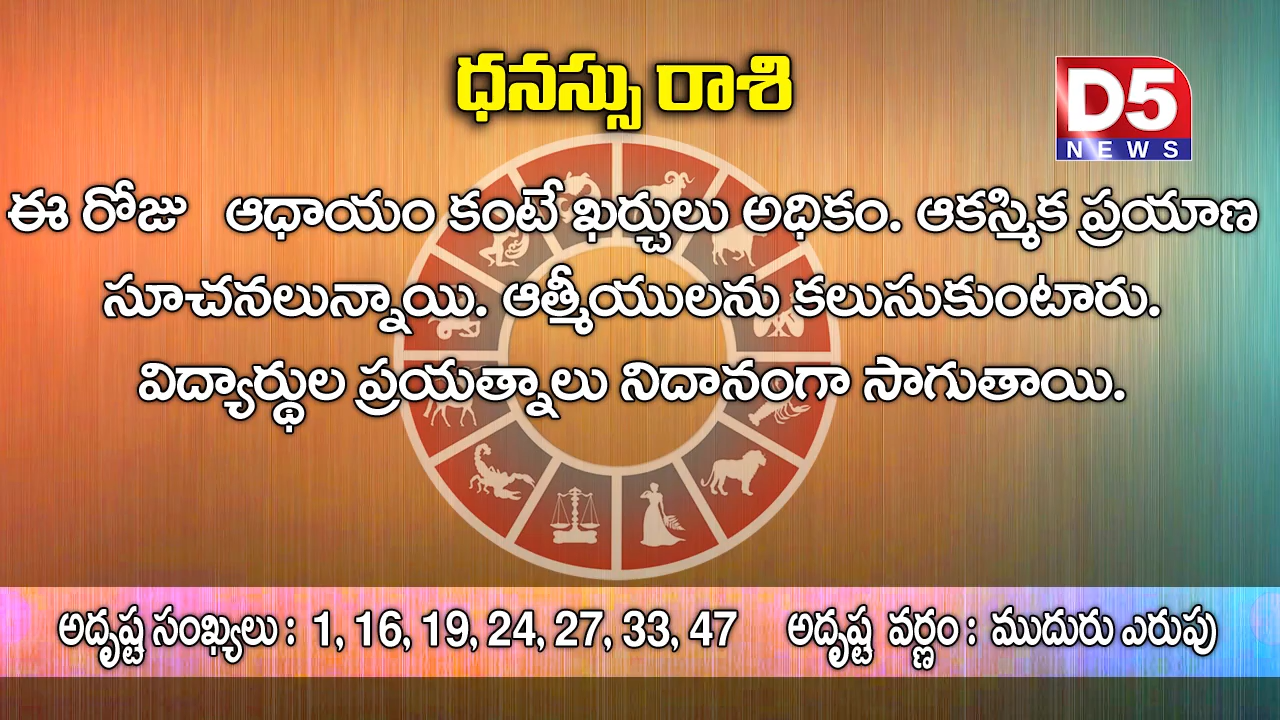 ధనస్సు రాశి
D5
NEWS
ఈ రోజు ఆధాయం కంటే ఖర్చులు అధికం. ఆకస్మిక ప్రయాణ
సూచనలున్నాయి. ఆత్మీయులను కలుసుకుంటారు.
విద్యార్థుల ప్రయత్నాలు నిదానంగా సాగుతాయి.
అదృష్ట సంఖ్యలు : 1, 16, 19, 24, 27, 33, 47 అదృష్ట వర్ణం : ముదురు ఎరుపు